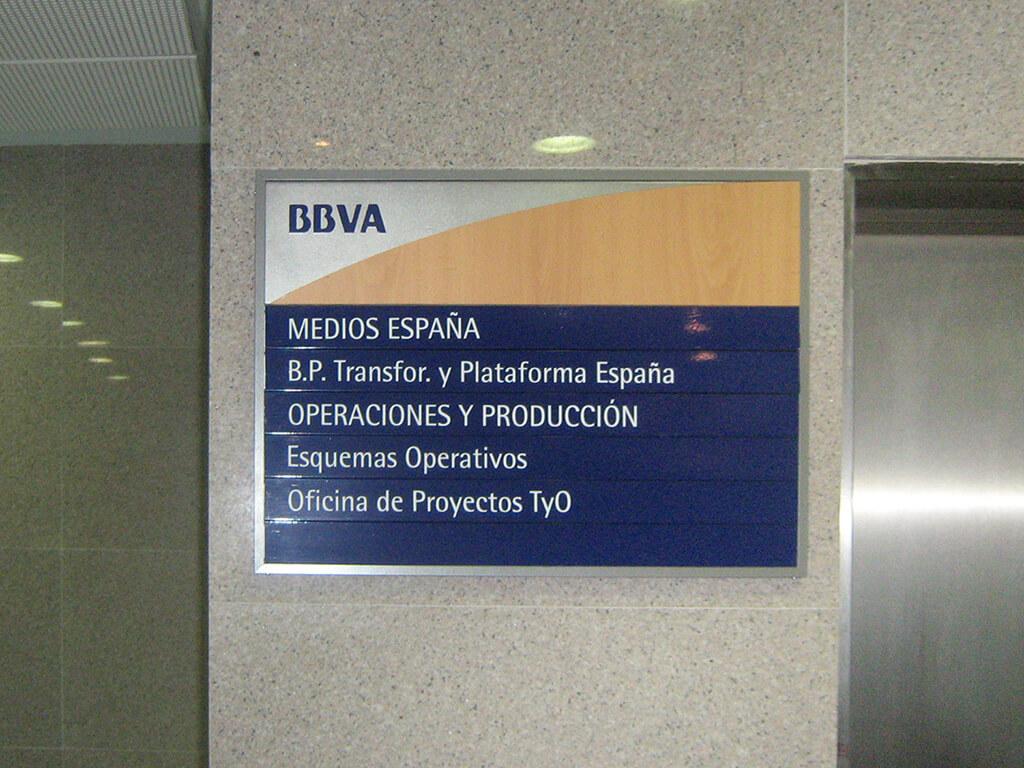 BBVA
MEDIOS ESPAÑA
B.P. Transfor. y Plataforma España
OPERACIONES Y PRODUCCIÓN
Esquemas Operativos
Oficina de Proyectos TyO